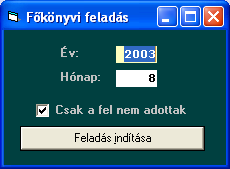 Főkönyvi feladás
Év: 2003
Hónap: 8
Csak a fel nem adottak
Feladás indítása